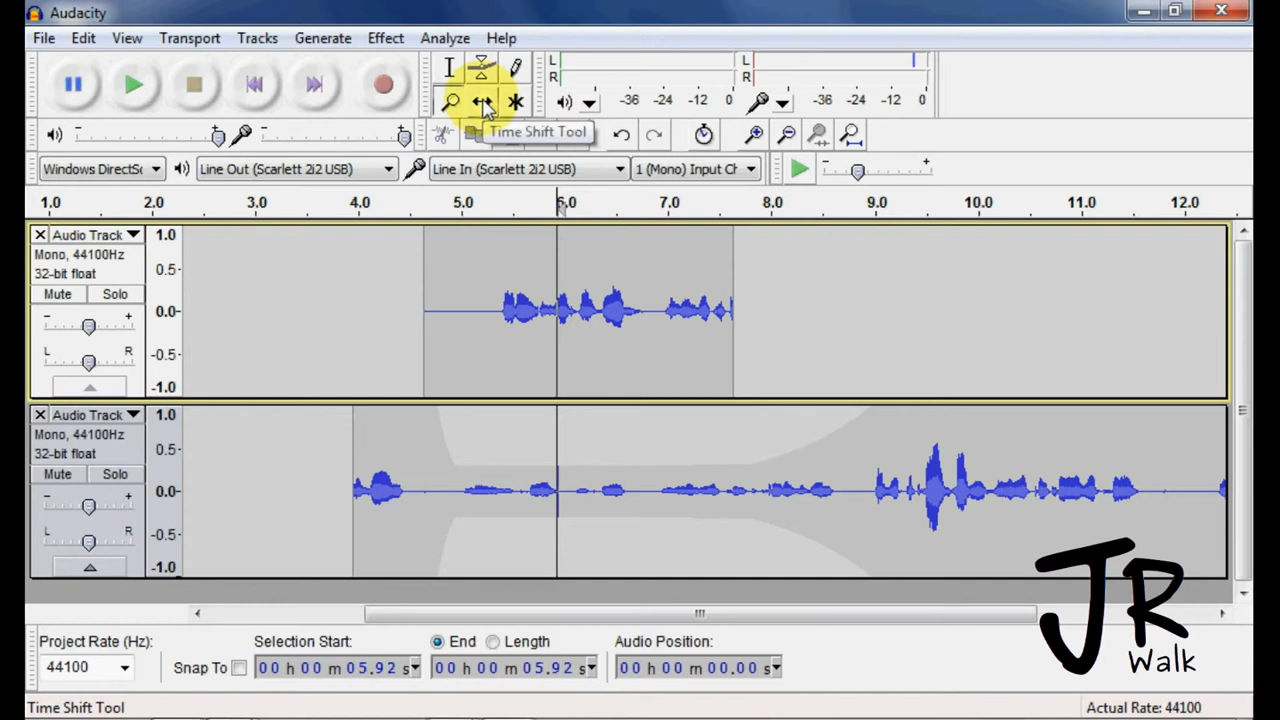 Audacity
File Edit View Transport Tracks Generate Effect Analyze Help
L
R
-36 -24 -12 0
L
R
-36 -24 -12 0
Time Shift Tool
Windows DirectS
Line Out (Scarlett 2i2 USB)
Line In (Scarlett 2i2 USB)
1 (Mono) Input Ch
1.0 2.0 3.0 4.0 5.0 6.0 7.0 8.0 9.0 10.0 11.0 12.0
Audio Track
Mono, 44100Hz
32-bit float
Mute Solo
- +
L R
1.0
0.5-
0.0-
-0.5-
-1.0
Audio Track
Mono, 44100Hz
32-bit float
Mute Solo
- +
L R
1.0
0.5-
0.0-
-0.5-
-1.0
JR
Walk
Project Rate (Hz):
44100
Snap To
Selection Start:
00 h 00 m 05.92 s
End Length
00 h 00 m 05.92 s
Audio Position:
00 h 00 m 00.00 s
Time Shift Tool
Actual Rate: 44100